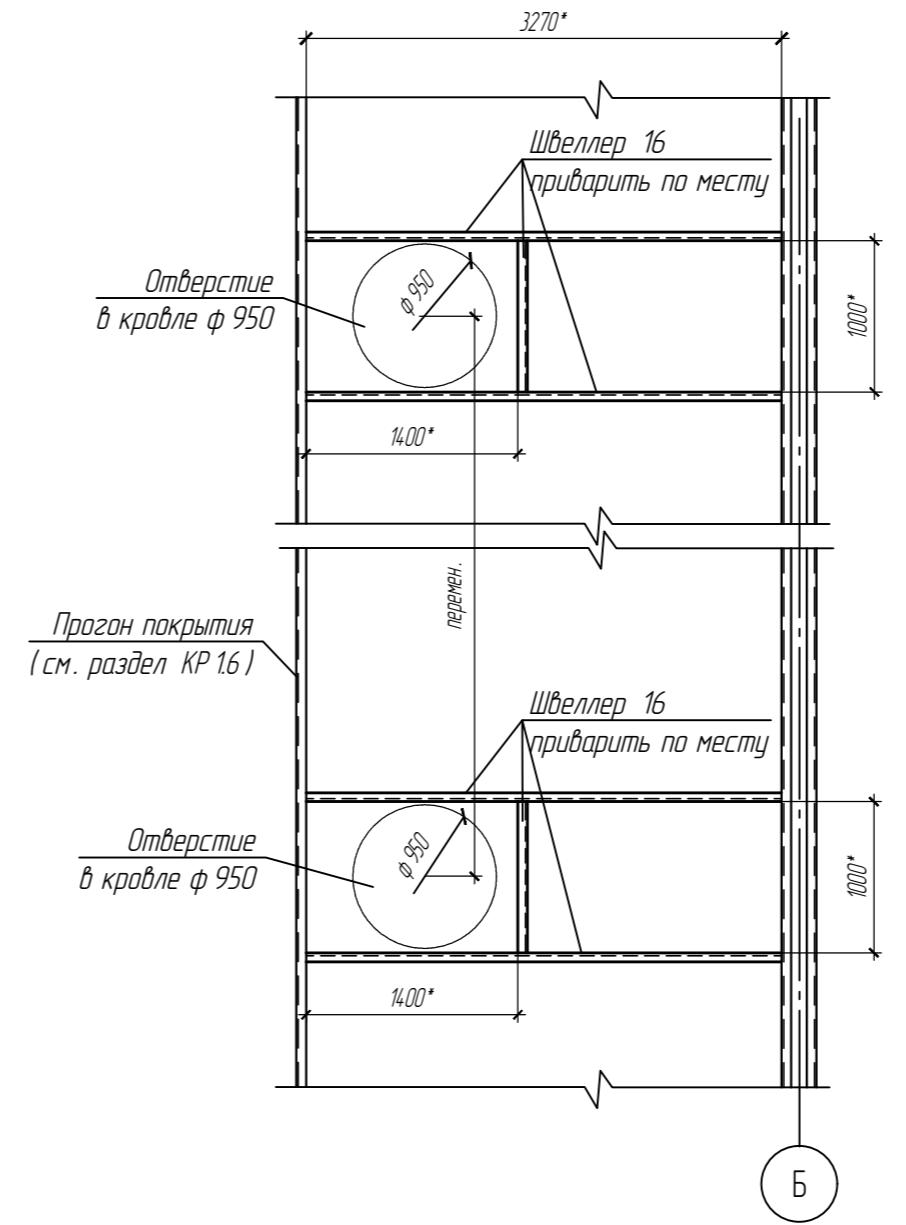 3270*
Швеллер 16
приварить по месту
Отверстие
в кровле ф 950
ф 950
1000*
1400*
перемен.
Прогон покрытия
(см. раздел КР 1.6)
Швеллер 16
приварить по месту
Отверстие
в кровле ф 950
ф 950
1000*
1400*
Б